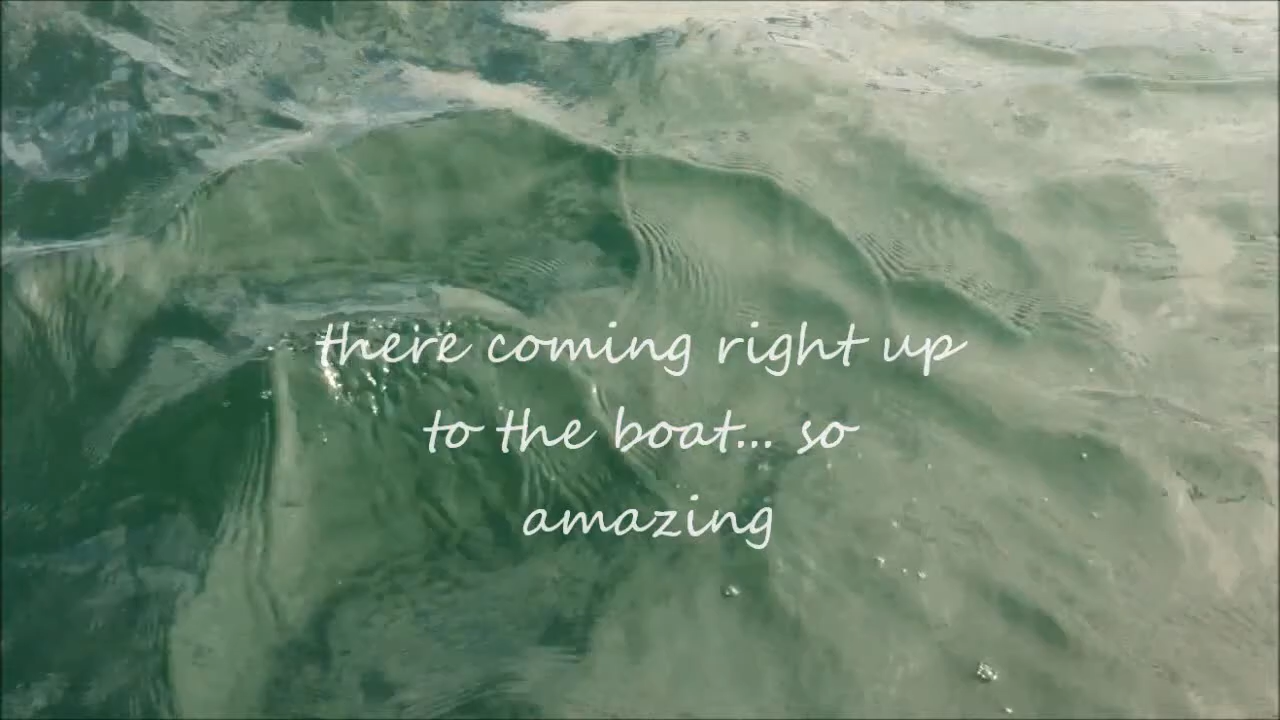 there coming right up
to the boat... so
amazing